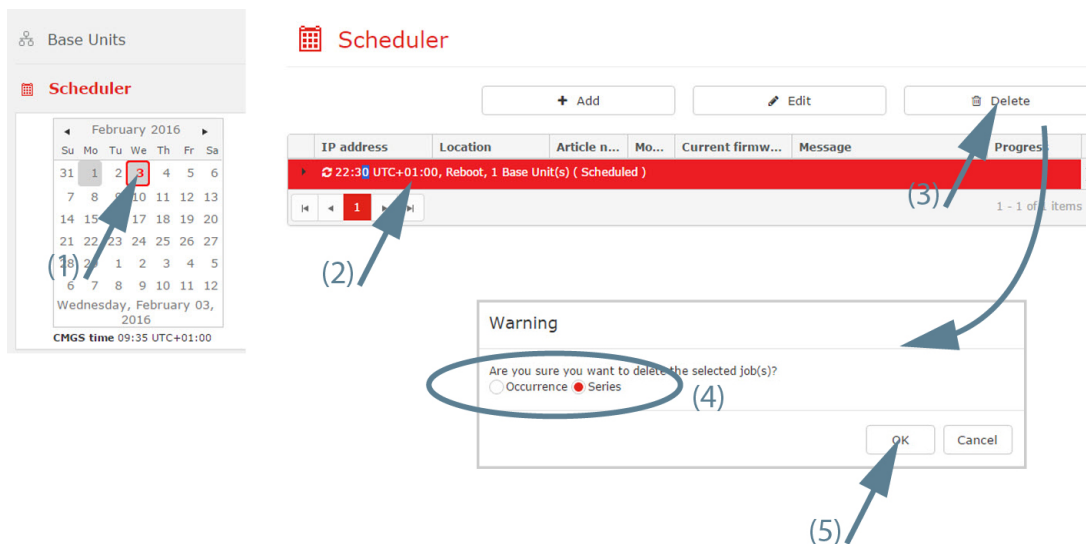 Base Units
Scheduler
February 2016
Su Mo Tu We Th Fr Sa
31 1 2 3 4 5 6
7 8 9 10 11 12 13
14 15 17 18 19 20
21 22 23 24 25 26 27
28 29 1 2 3 4 5
6 7 8 9 10 11 12
Wednesday, February 03,
2016
CMGS time 09:35 UTC+01:00
(1)
Scheduler
+ Add
Edit
Delete
IP address Location Article n... Mo... Current firmw... Message Progress
22:30 UTC+01:00, Reboot, 1 Base Unit(s) ( Scheduled )
1
1 - 1 of 1 items
(2)
(3)
Warning
Are you sure you want to delete the selected job(s)?
Occurrence Series
(4)
OK
Cancel
(5)